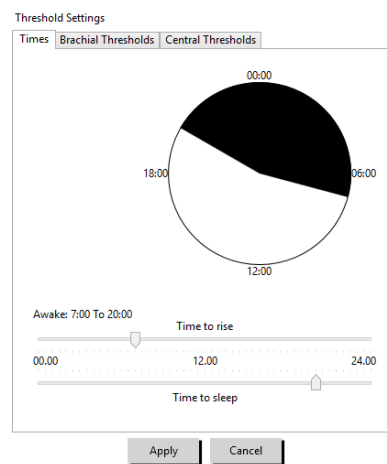 Threshold Settings
Times Brachial Thresholds Central Thresholds
00:00
18:00 06:00
12:00
Awake: 7:00 To 20:00
Time to rise
00.00 12.00 24.00
Time to sleep
Apply Cancel